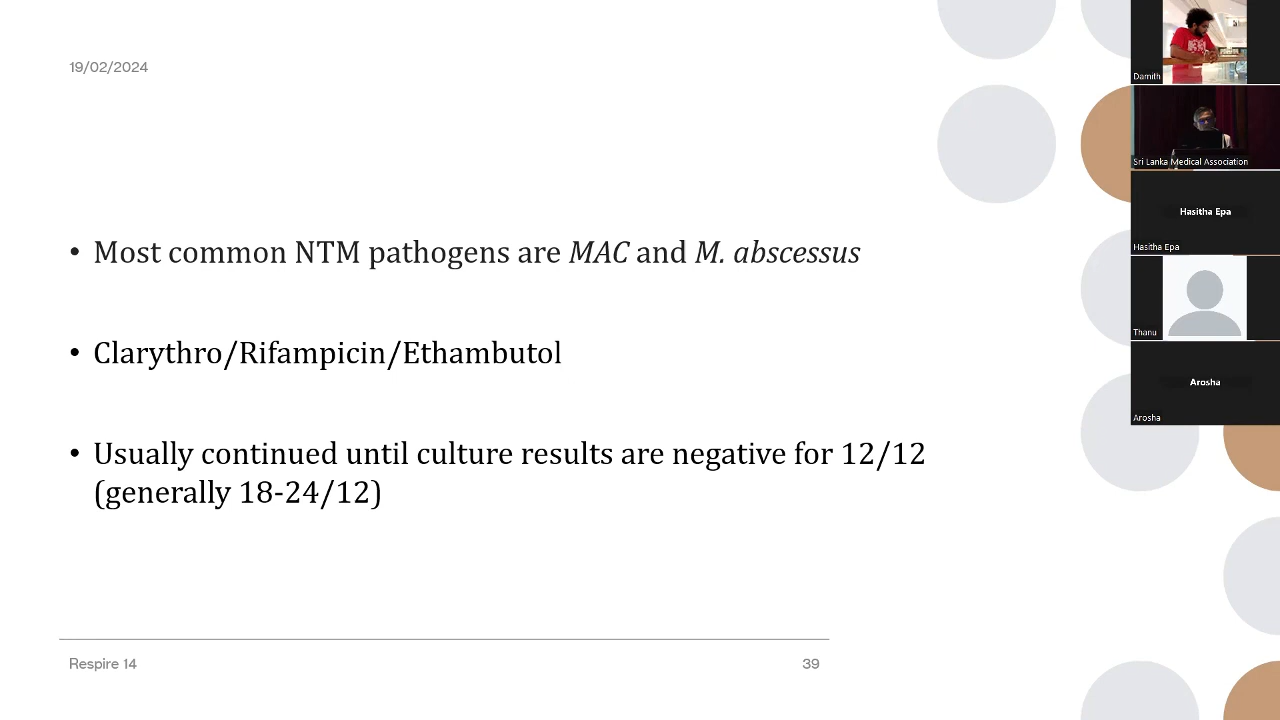 19/02/2024
• Most common NTM pathogens are MAC and M. abscessus
• Clarythro/Rifampicin/Ethambutol
• Usually continued until culture results are negative for 12/12
(generally 18-24/12)
Respire 14
39
Damith
Sri Lanka Medical Association
Hasitha Epa
Hasitha Epa
Thanu
Arosha
Arosha